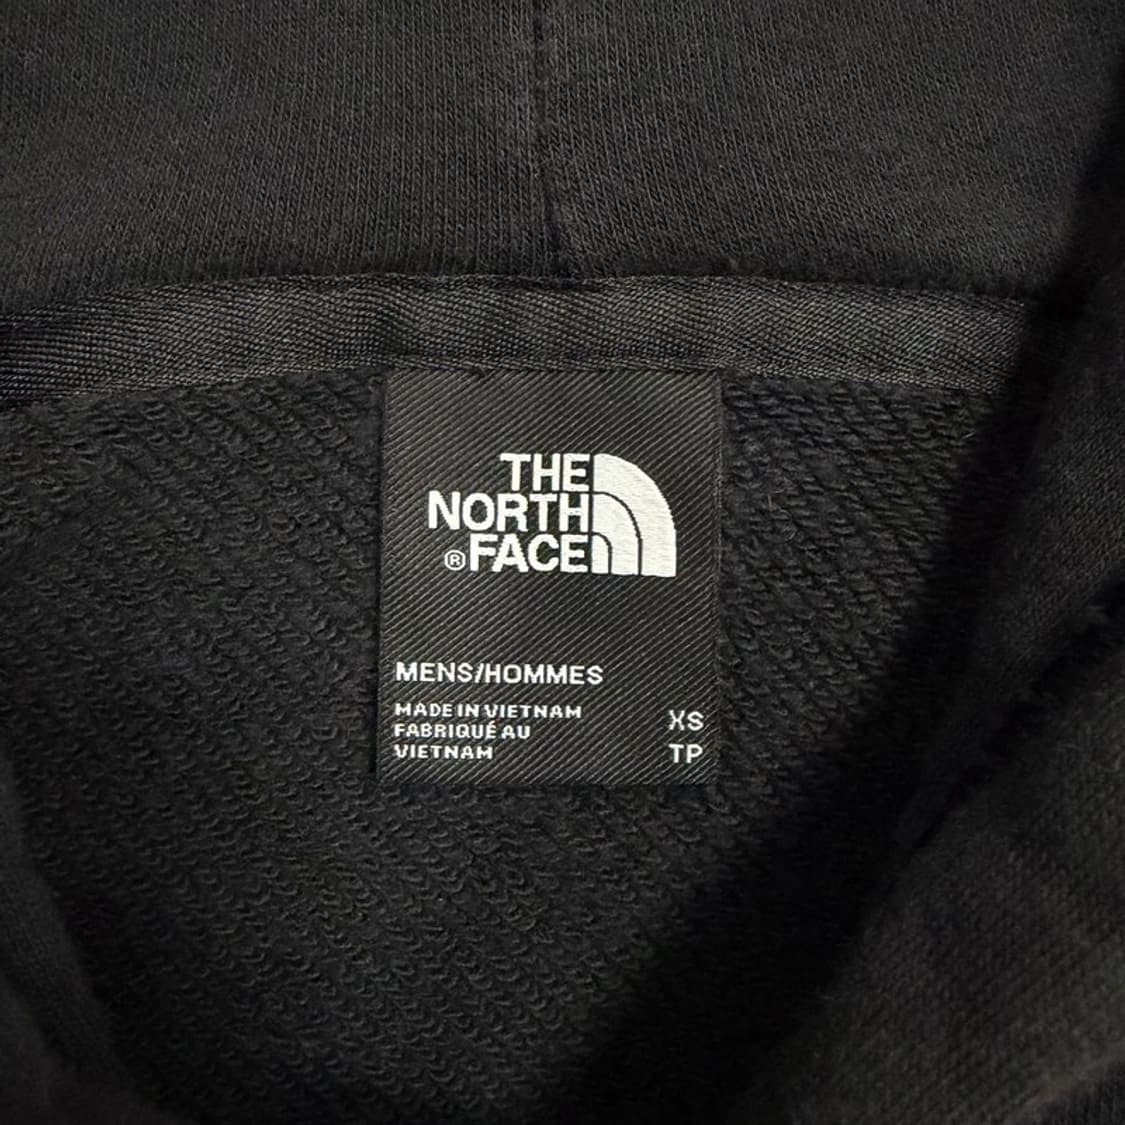 THE
NORTH
® FACE
MENS/HOMMES
MADE IN VIETNAM
FABRIQUÉ AU
VIETNAM
XS
TP